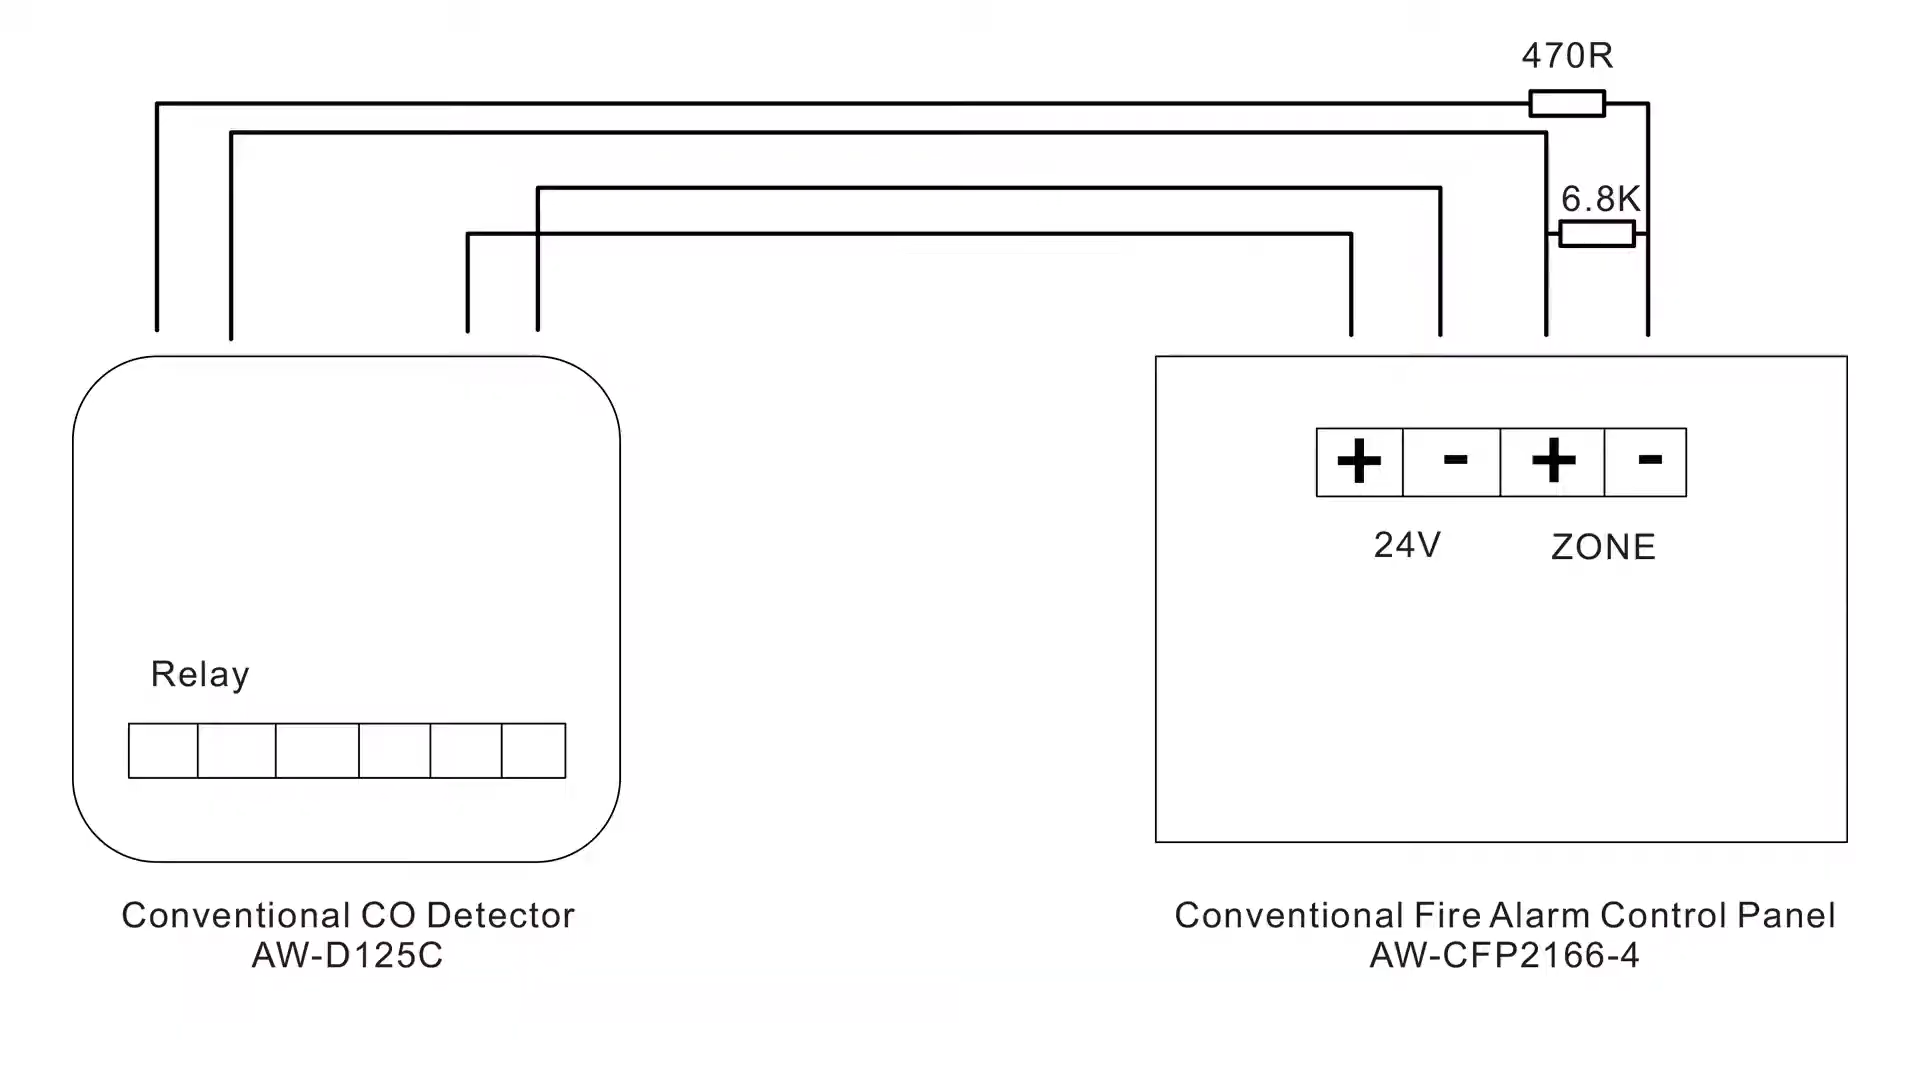 470R
6.8K
+ - + -
24V
ZONE
Relay
Conventional CO Detector
AW-D125C
Conventional Fire Alarm Control Panel
AW-CFP2166-4